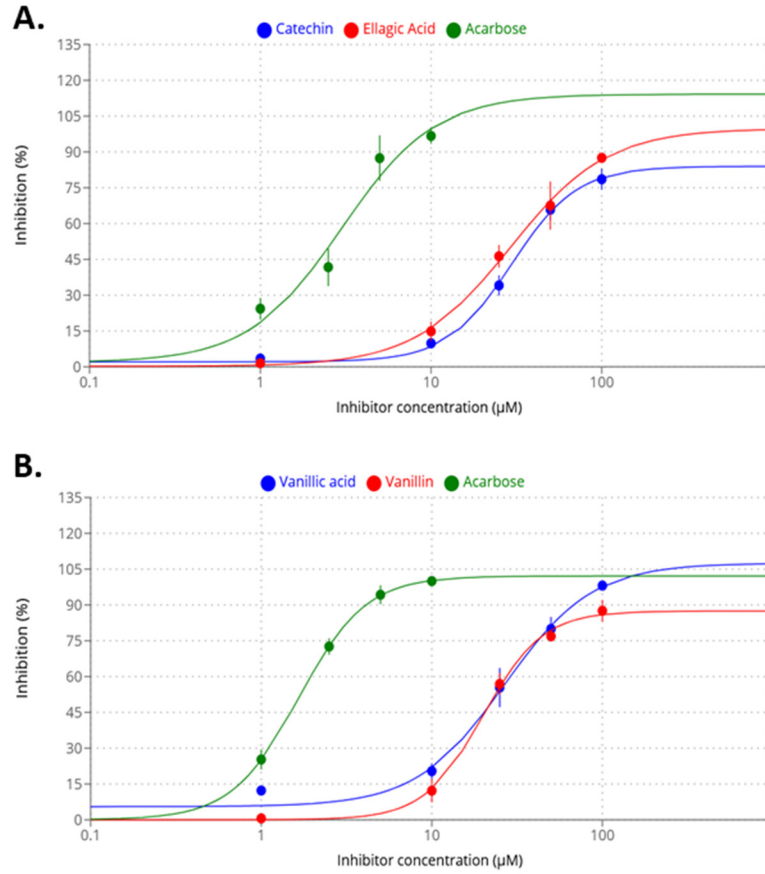 A.
Catechin Ellagic Acid Acarbose
135
120
105
90
75
60
45
30
15
0
Inhibition (%)
0.1 1 10 100
Inhibitor concentration (µM)
B.
Vanillic acid Vanillin Acarbose
135
120
105
90
75
60
45
30
15
0
Inhibition (%)
0.1 1 10 100
Inhibitor concentration (µM)